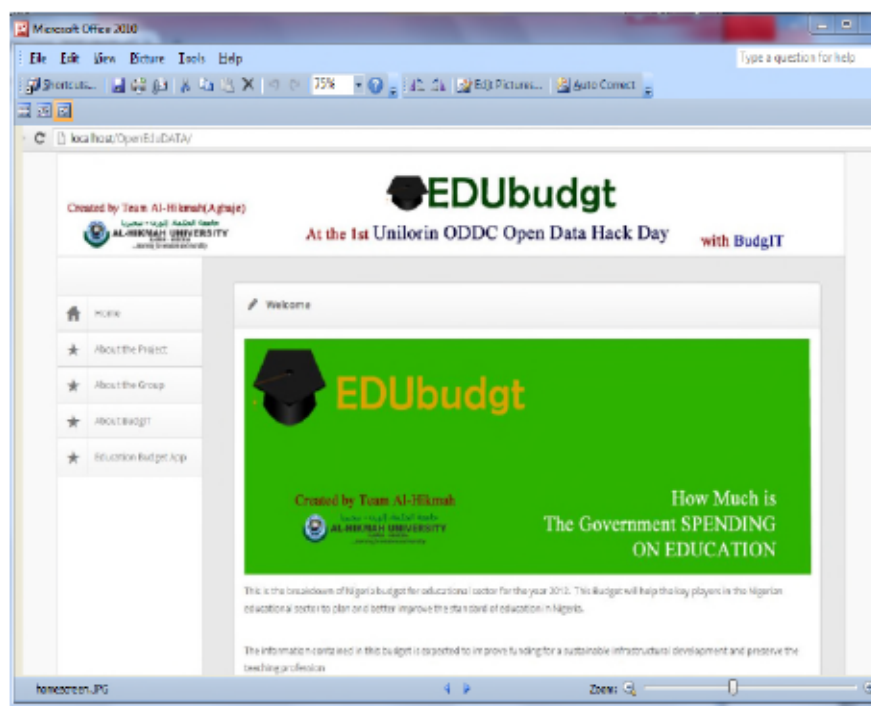 Microsoft Office 2010
File Edit View Picture Tools Help
Type a question for help
Shortcuts... 75% Edit Pictures... Auto Correct
localhost/OpenEduDATA/
EDUbudgt
Created by Team Al-Hikmah(Agbaje)
AL-HIKMAH UNIVERSITY
At the 1st Unilorin ODDC Open Data Hack Day
with BudgIT
Welcome
Home
About the Project
About the Group
About BudgIT
Education Budget App
EDUbudgt
Created by Team Al-Hikmah
AL-HIKMAH UNIVERSITY
How Much is
The Government SPENDING
ON EDUCATION
This is the breakdown of Nigeria budget for educational sector for the year 2013. This Budget will help the key players in the Nigerian
educational sector to plan and better improve the standard of education in Nigeria.
The information contained in this budget is expected to improve funding for a sustainable infrastructural development and preserve the
teaching profession
homescreen.JPG
Zoom: